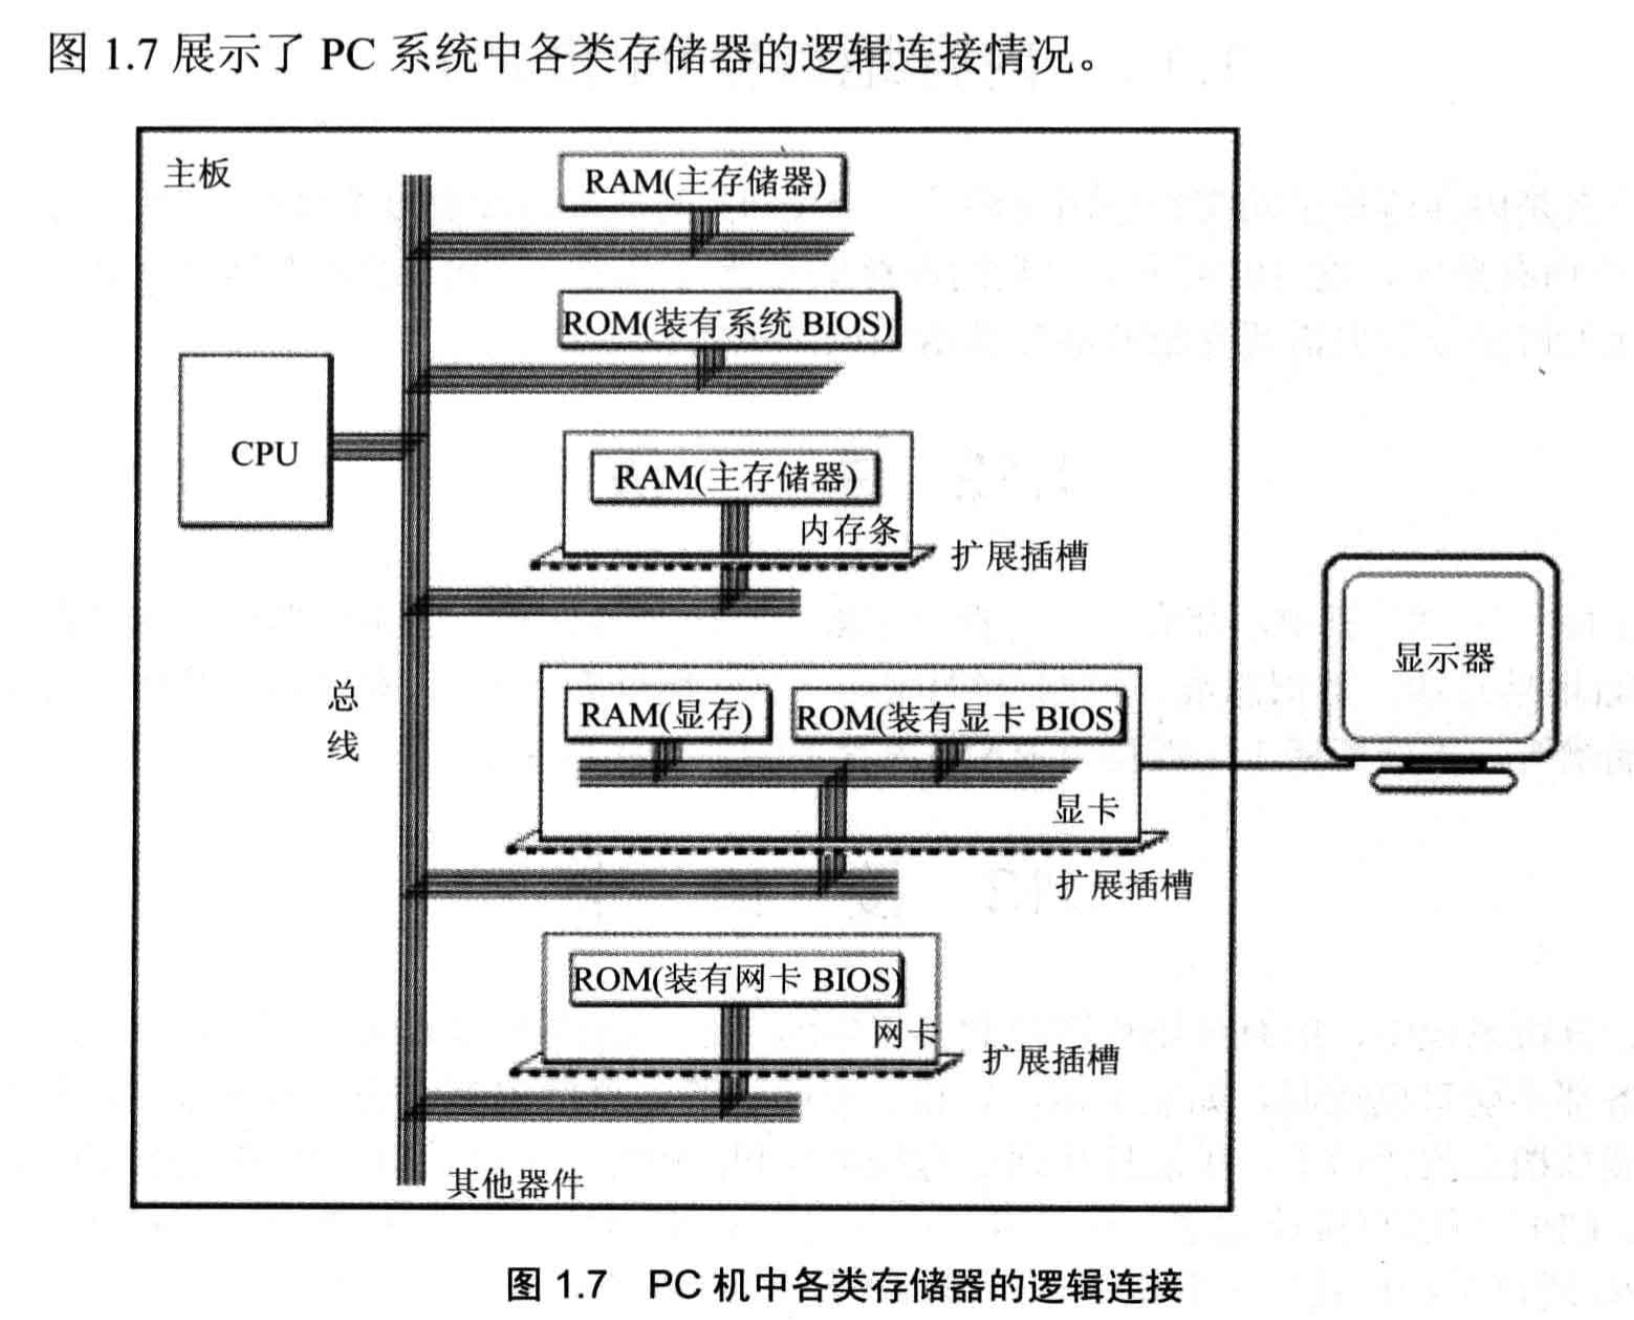 图 1.7 展示了 PC 系统中各类存储器的逻辑连接情况。
主板
RAM(主存储器)
ROM(装有系统 BIOS)
CPU
RAM(主存储器)
内存条
扩展插槽
显示器
总
线
RAM(显存)
ROM(装有显卡 BIOS)
显卡
扩展插槽
ROM(装有网卡 BIOS)
网卡
扩展插槽
其他器件
图 1.7 PC 机中各类存储器的逻辑连接